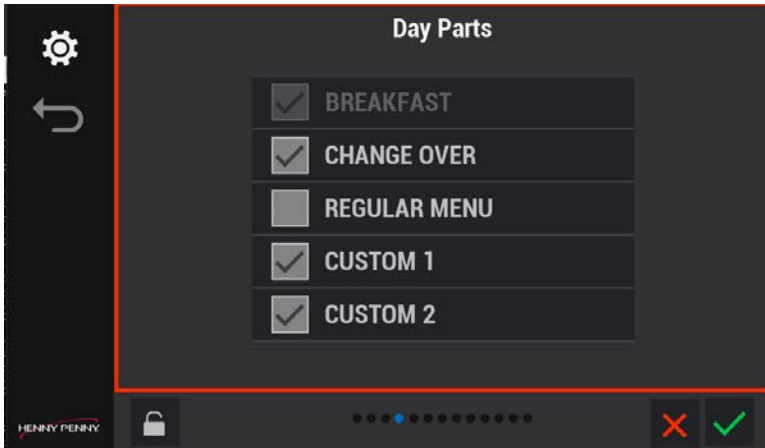 Day Parts
BREAKFAST
CHANGE OVER
REGULAR MENU
CUSTOM 1
CUSTOM 2
HENNY PENNY